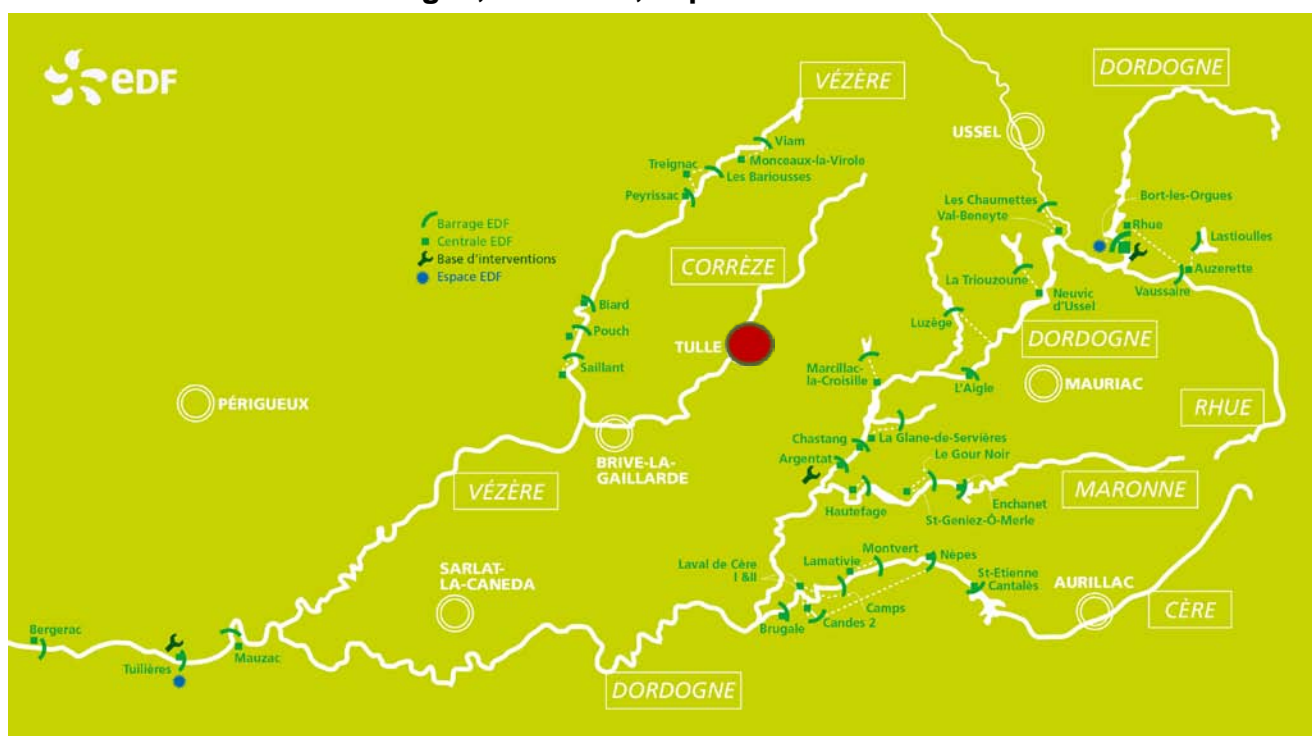 eDF
VÉZÈRE
DORDOGNE
USSEL
Viam
Monceaux-la-Virole
Treignac
Les Bariousses
Peyrissac
Bort-les-Orgues
Les Chaumettes
Val-Beneyte
Rhue
Lastioulles
Barrage EDF
Centrale EDF
Base d'interventions
Espace EDF
CORRÈZE
Auzerette
La Triouzoune
Neuvic
d'Ussel
Vaussaire
Biard
Pouch
Saillant
Luzège
DORDOGNE
TULLE
Marcillac-
la-Croisille
L'Aigle
MAURIAC
PÉRIGUEUX
RHUE
BRIVE-LA-
GAILLARDE
Chastang
La Glane-de-Servières
Argentat
Le Gour Noir
VÉZÈRE
MARONNE
Hautefage
Enchanet
St-Geniez-Ô-Merle
SARLAT-
LA-CANEDA
Laval de Cère
I &II
Lamativie
Montvert
Nèpes
St-Etienne
Cantalès
AURILLAC
CÈRE
Camps
Brugale
Candes 2
Bergerac
Tuilières
Mauzac
DORDOGNE